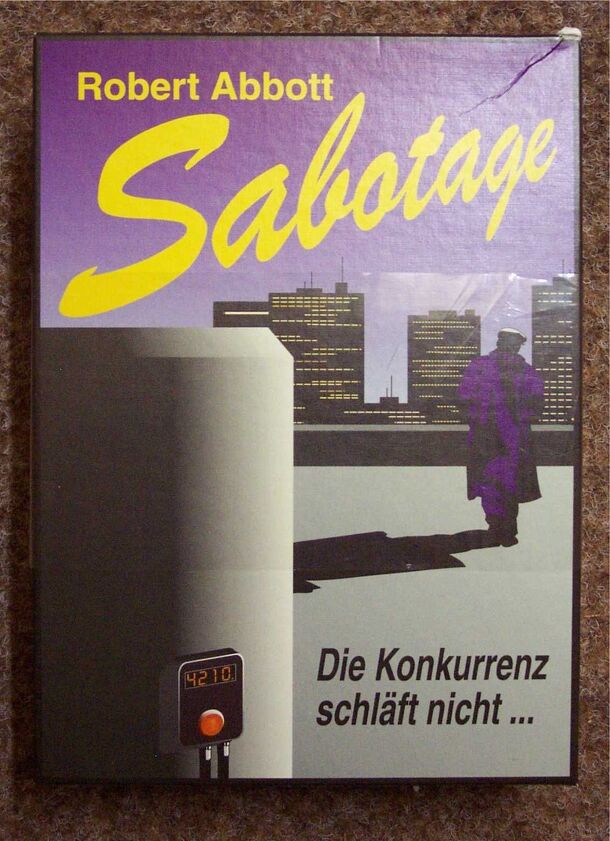 Robert Abbott
Sabotage
4210.
Die Konkurrenz
schläft nicht ...